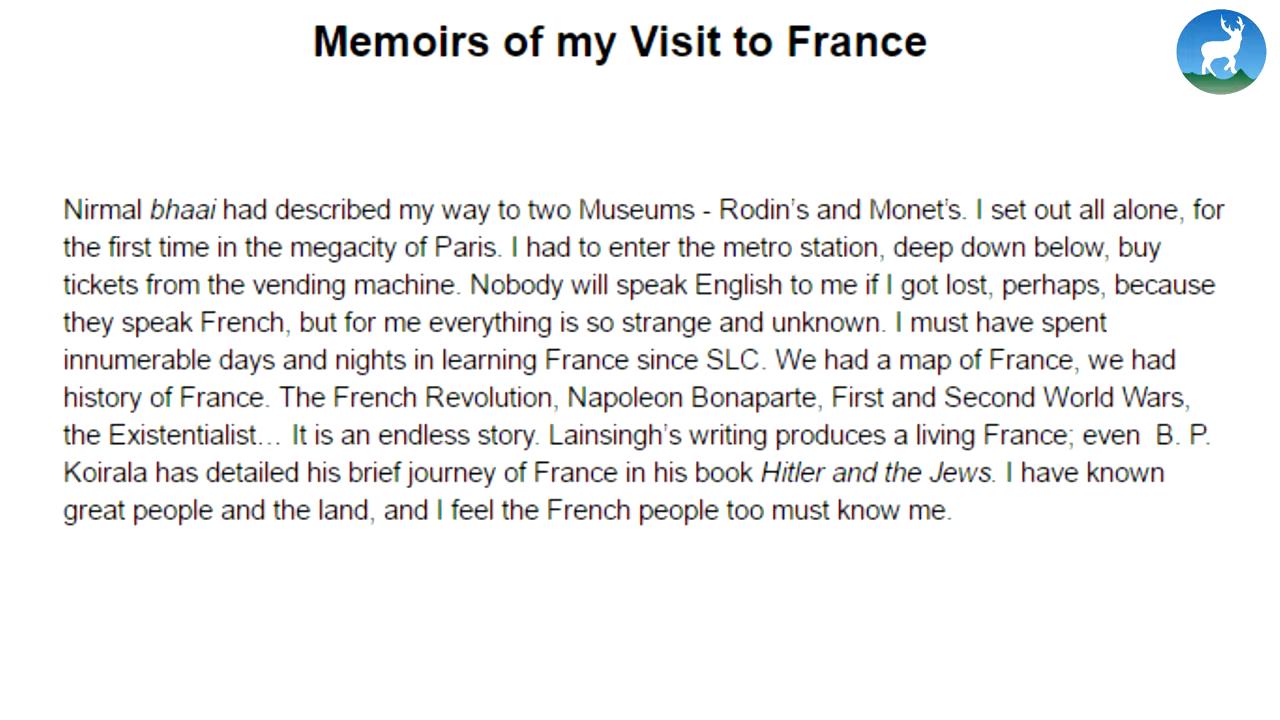 Memoirs of my Visit to France
Nirmal bhaai had described my way to two Museums - Rodin's and Monet's. I set out all alone, for
the first time in the megacity of Paris. I had to enter the metro station, deep down below, buy
tickets from the vending machine. Nobody will speak English to me if I got lost, perhaps, because
they speak French, but for me everything is so strange and unknown. I must have spent
innumerable days and nights in learning France since SLC. We had a map of France, we had
history of France. The French Revolution, Napoleon Bonaparte, First and Second World Wars,
the Existentialist… It is an endless story. Lainsingh's writing produces a living France; even  B. P.
Koirala has detailed his brief journey of France in his book Hitler and the Jews. I have known
great people and the land, and I feel the French people too must know me.